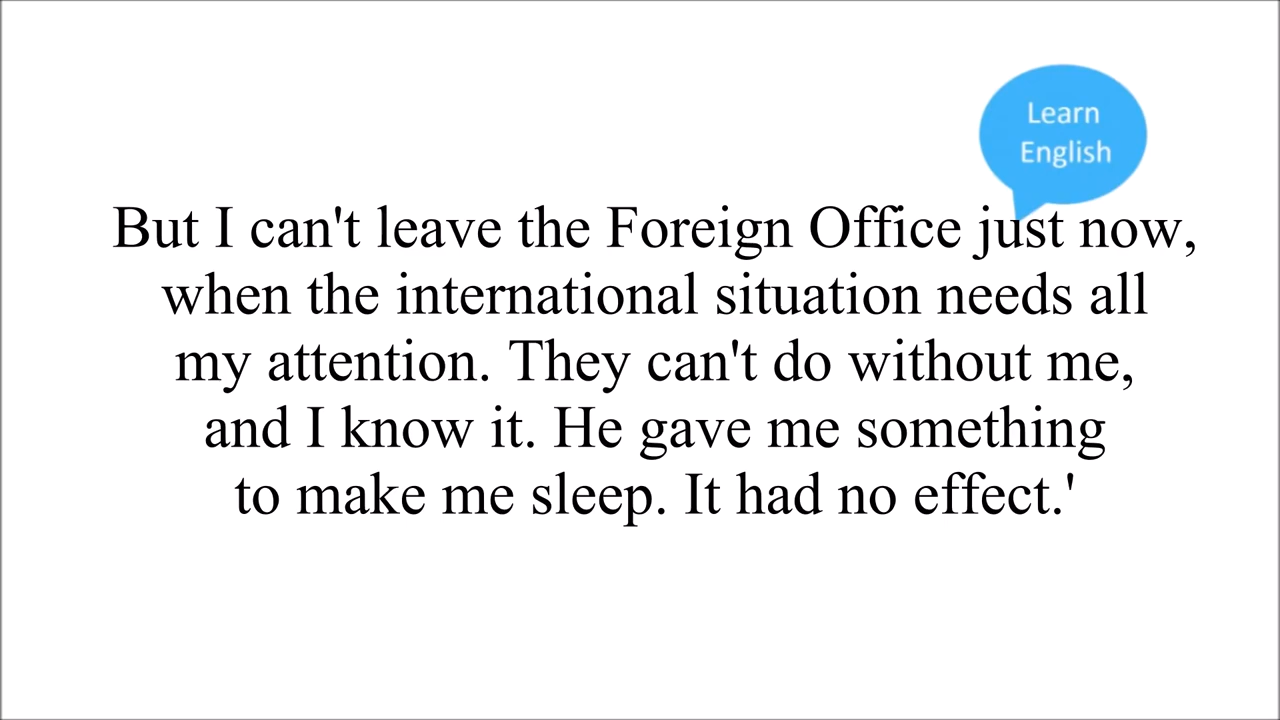 Learn
English
But I can't leave the Foreign Office just now,
when the international situation needs all
my attention. They can't do without me,
and I know it. He gave me something
to make me sleep. It had no effect.'